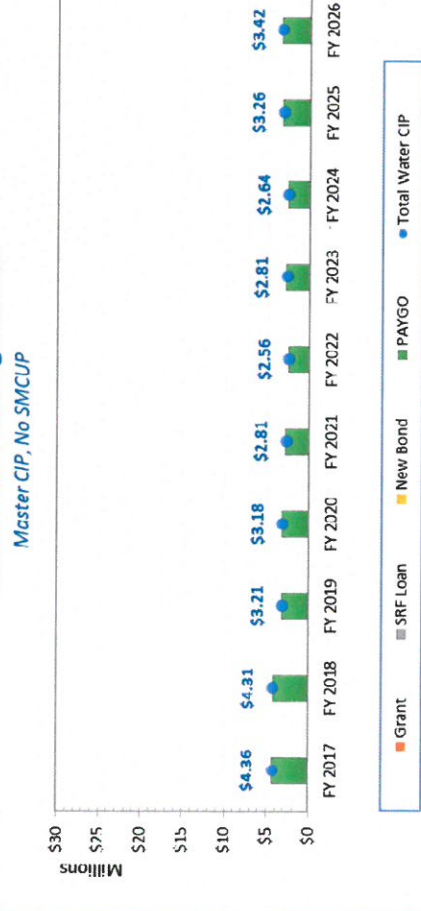 Master CIP, No SMCUP
Millions
$30
$25
$20
$15
$10
$5
$0
$4.36
$4.31
$3.21
$3.18
$2.81
$2.56
$2.81
$2.64
$3.26
$3.42
FY 2017
FY 2018
FY 2019
FY 2020
FY 2021
FY 2022
FY 2023
FY 2024
FY 2025
FY 2026
Grant
SRF Loan
New Bond
PAYGO
Total Water CIP